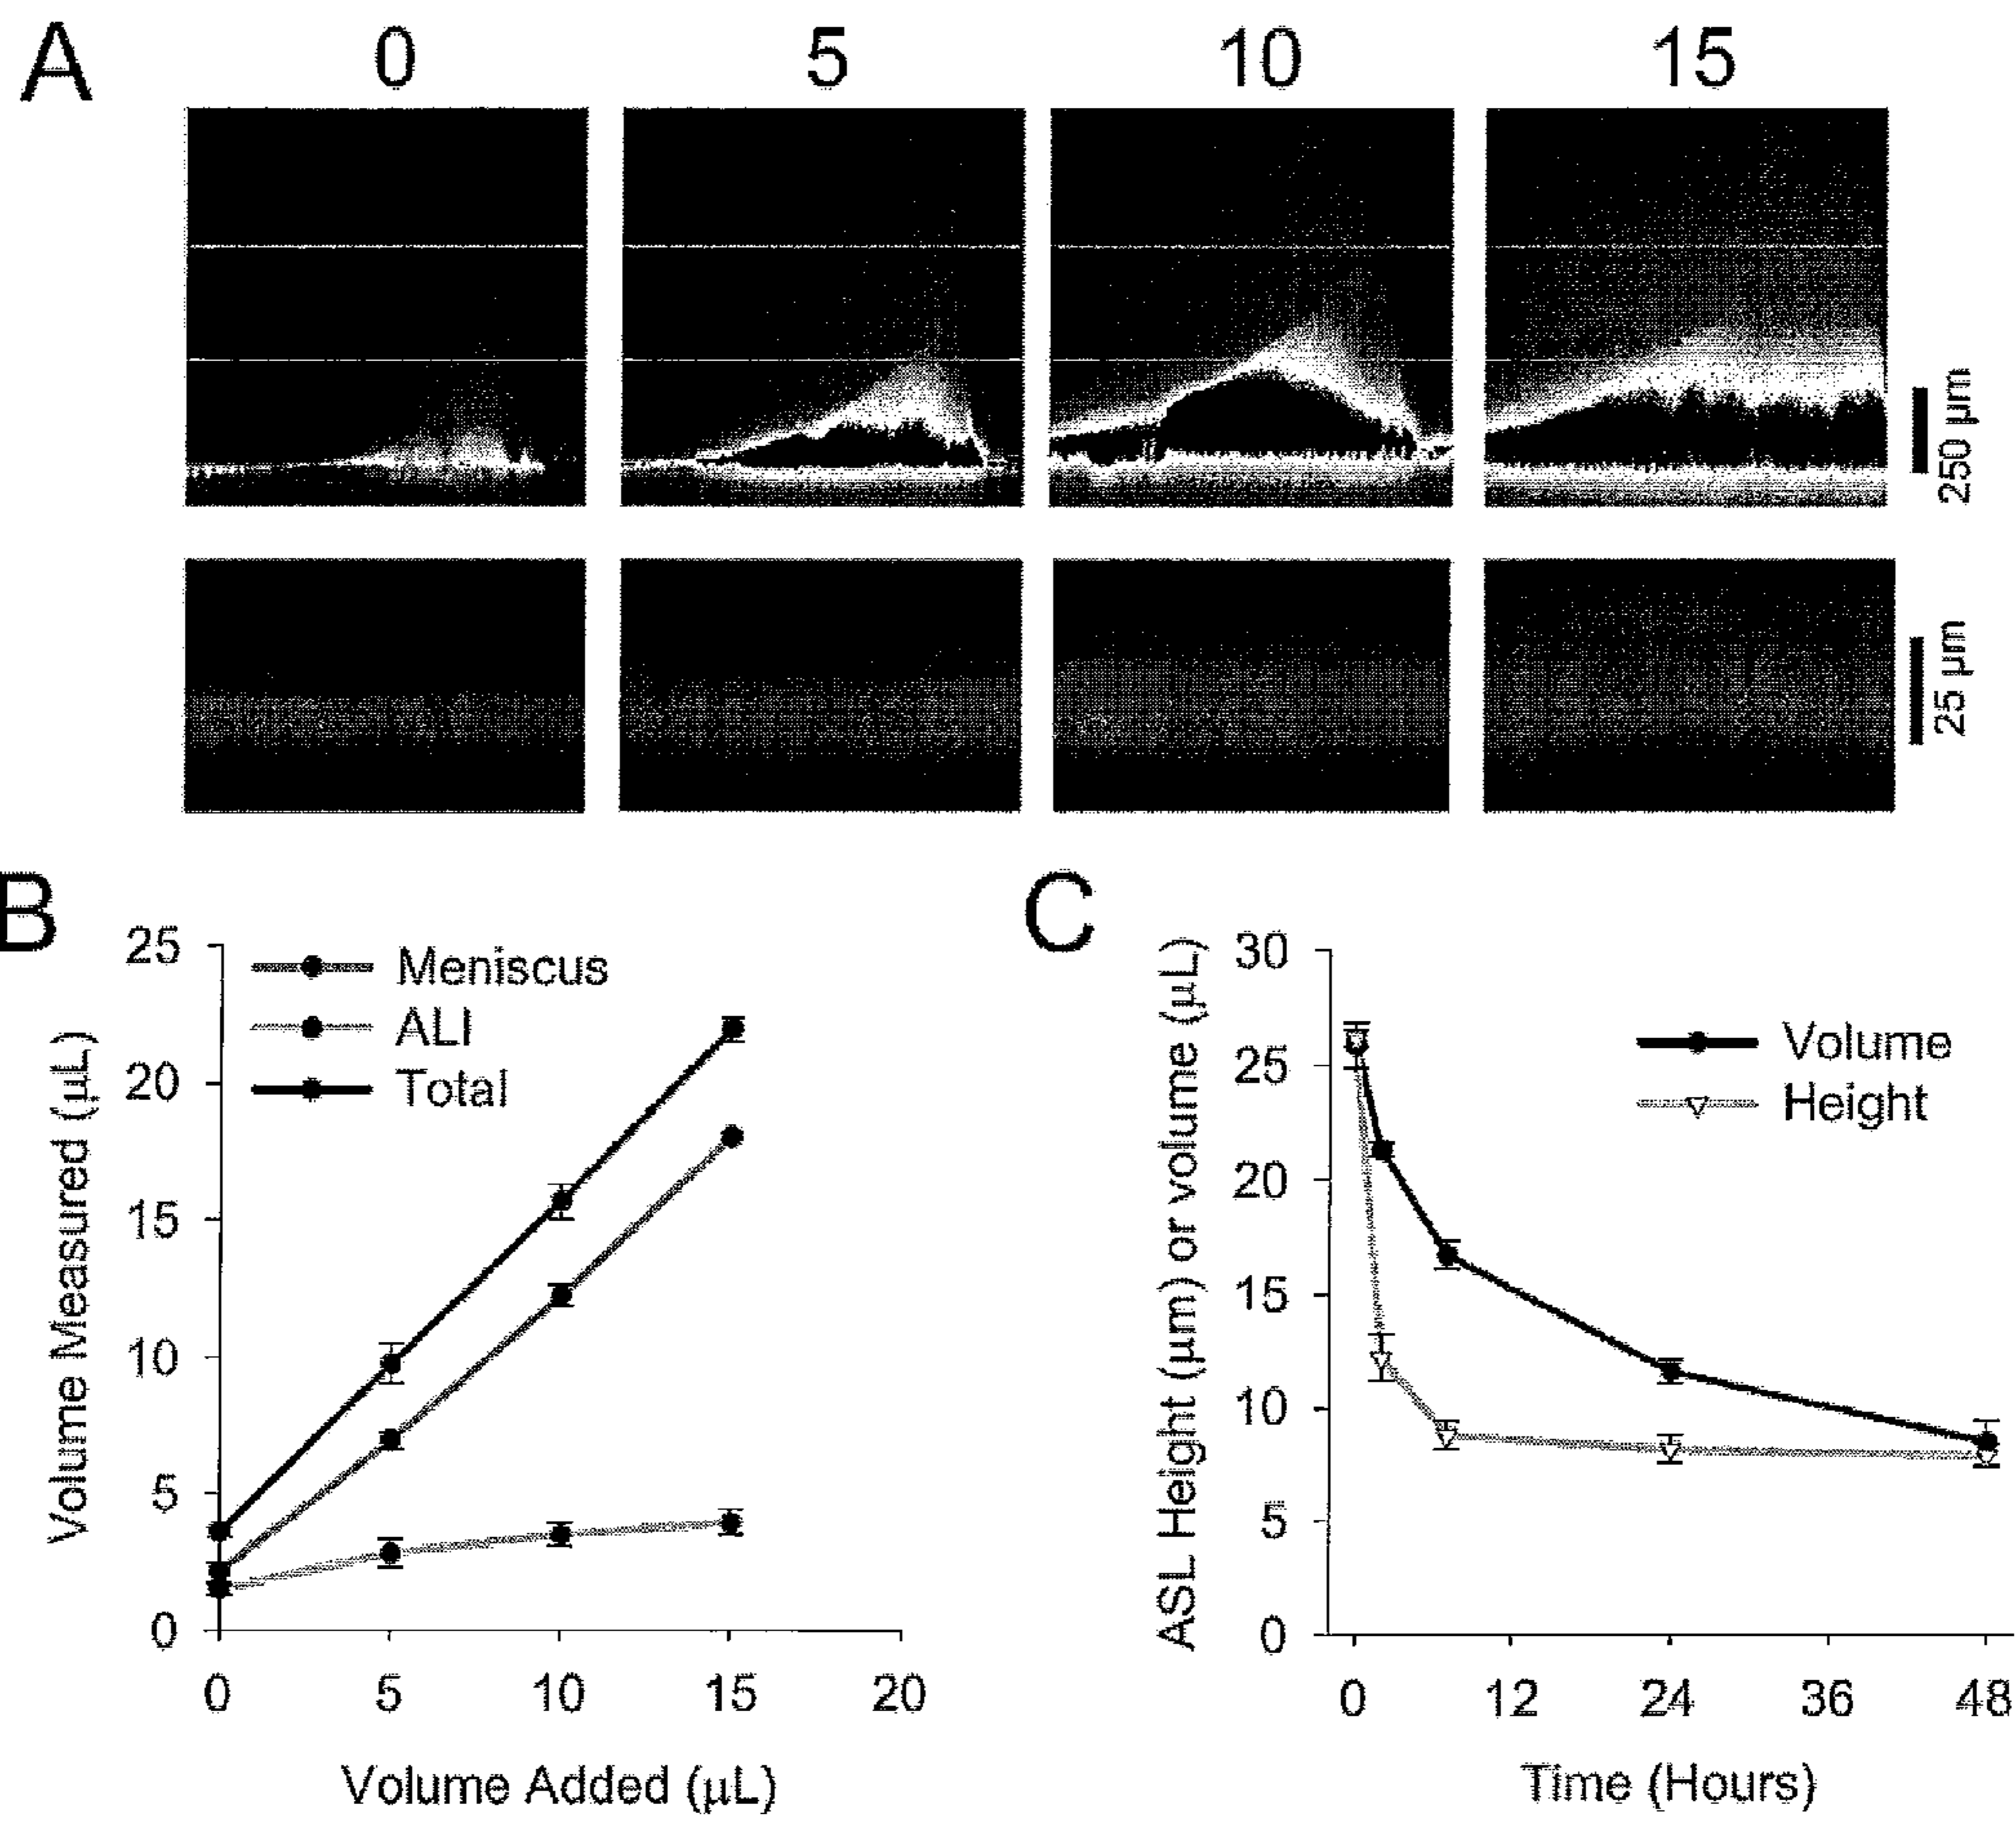 A
0 5 10 15
250 μm
25 μm
B
Volume Measured (μL)
25
20
15
10
5
0
Meniscus
ALI
Total
0 5 10 15 20
Volume Added (μL)
C
ASL Height (μm) or volume (μL)
30
25
20
15
10
5
0
Volume
Height
0 12 24 36 48
Time (Hours)